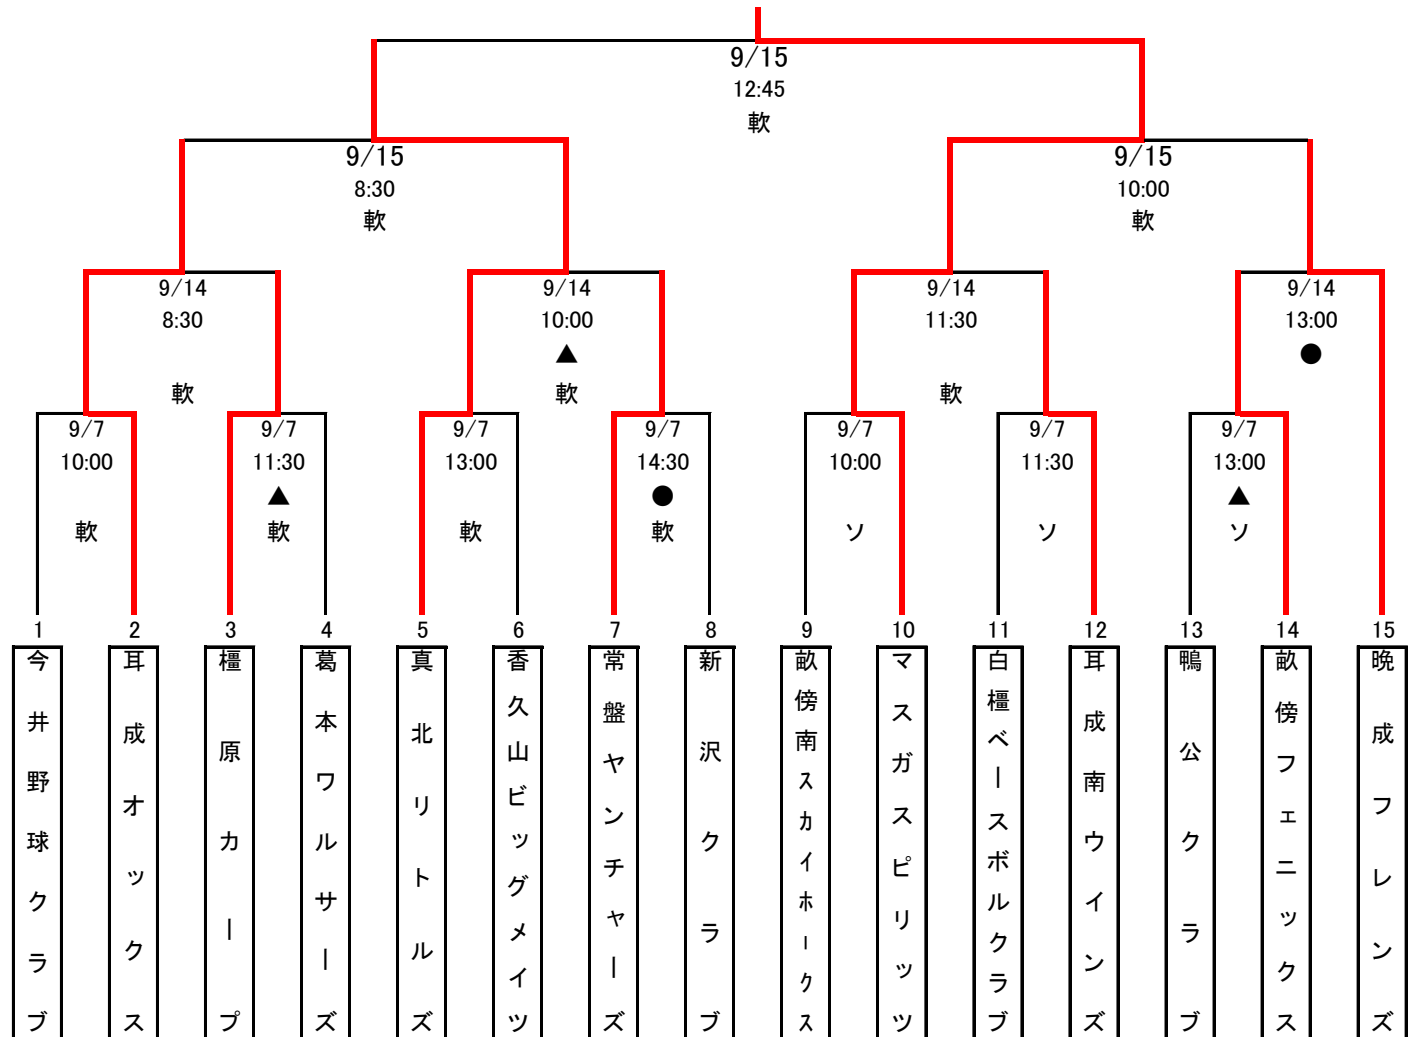 9/15
12:45
軟
9/15
8:30
軟
9/15
10:00
軟
9/14
8:30
軟
9/14
10:00
▲
軟
9/14
11:30
軟
9/14
13:00
●
9/7
10:00
軟
9/7
11:30
▲
軟
9/7
13:00
軟
9/7
14:30
●
軟
9/7
10:00
ソ
9/7
11:30
ソ
9/7
13:00
▲
ソ
1
今井野球クラブ
2
耳成オックス
3
橿原カープ
4
葛本ワルサーズ
5
真北リトルズ
6
香久山ビッグメイツ
7
常盤ヤンチャーズ
8
新沢クラブ
9
畝傍南スカイホークス
10
マスガスピリッツ
11
白橿ベースボルクラブ
12
耳成南ウインズ
13
鴨公クラブ
14
畝傍フェニックス
15
晩成フレンズ